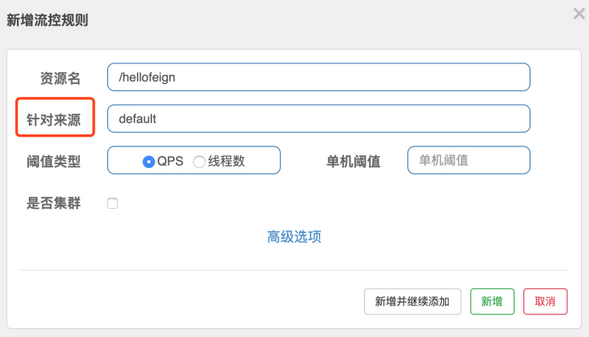 新增流控规则 ×
资源名 /hellofeign
针对来源 default
阈值类型 QPS 线程数 单机阈值 单机阈值
是否集群
高级选项
新增并继续添加 新增 取消